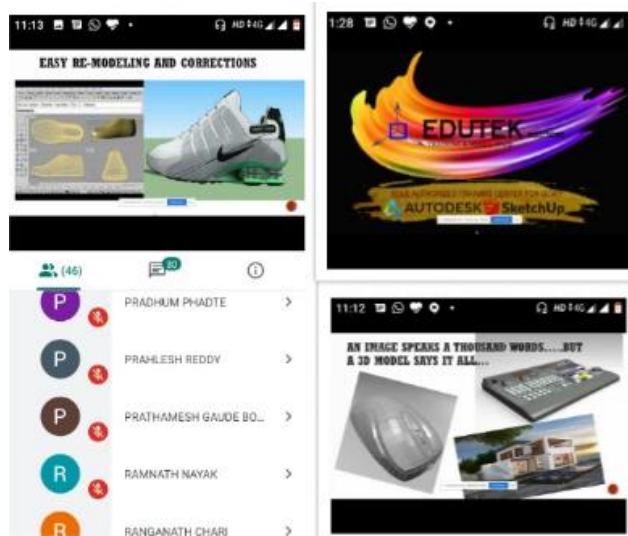 11:13
HD 4G
EASY RE-MODELING AND CORRECTIONS
(46)
80
PRADHUM PHADTE
PRAHLESH REDDY
PRATHAMESH GAUDE BO...
RAMNATH NAYAK
RANGANATH CHARI
P
P
P
R
R
1:28
HD 4G
EDUTEK
AUTODESK SketchUp
11:12
HD 4G
AN IMAGE SPEAKS A THOUSAND WORDS.....BUT
A 3D MODEL SAYS IT ALL...